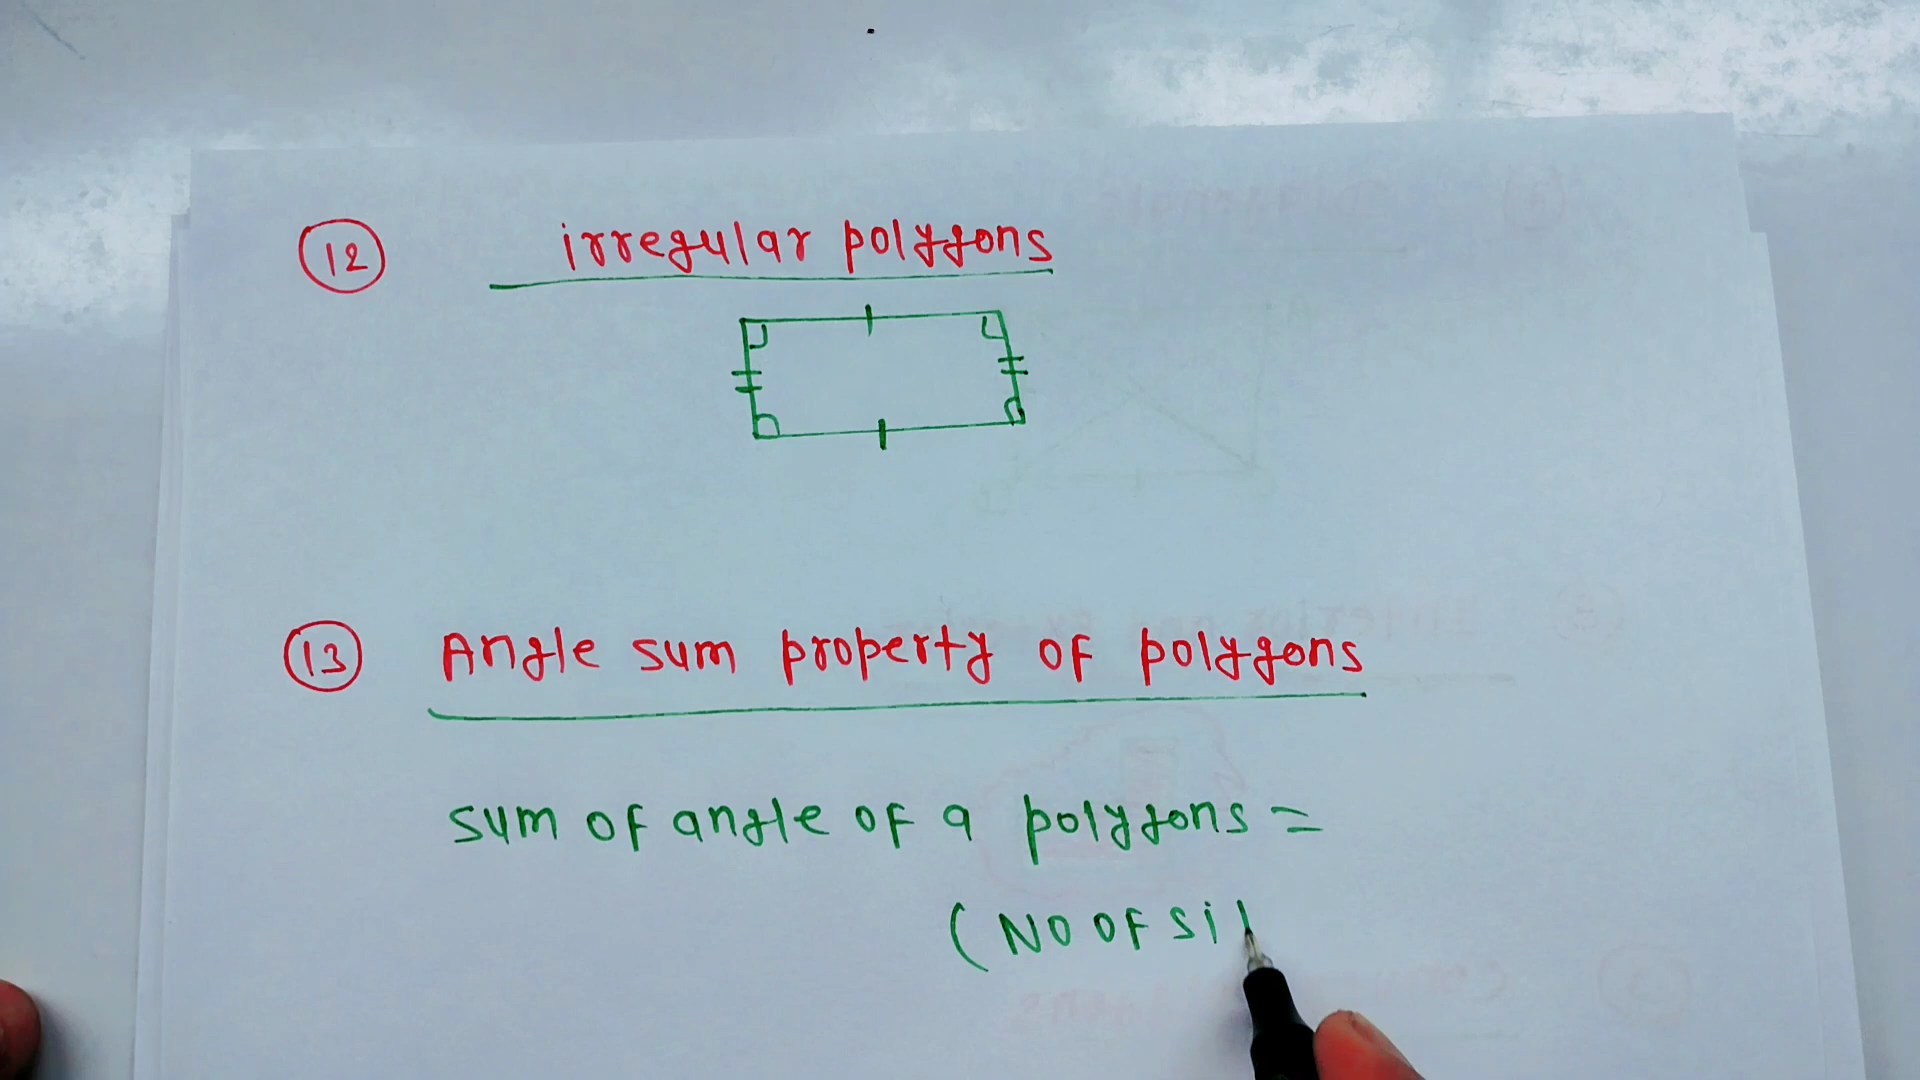 12 irregular polygons
13 Angle sum property OF polygons
sum OF angle OF a polygons =
(NO OF si